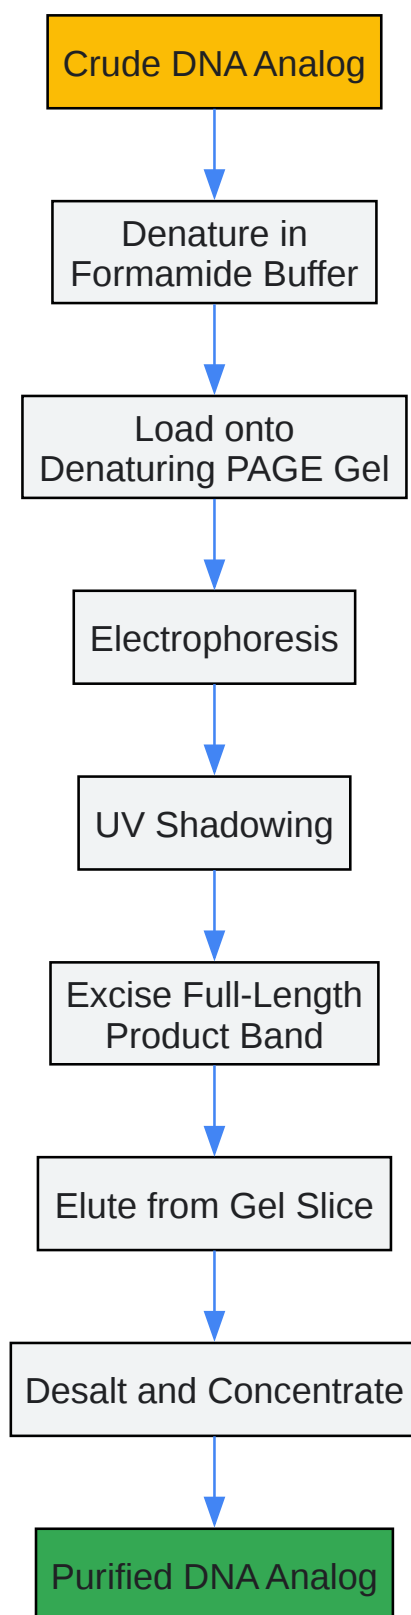 Crude DNA Analog
Denature in
Formamide Buffer
Load onto
Denaturing PAGE Gel
Electrophoresis
UV Shadowing
Excise Full-Length
Product Band
Elute from Gel Slice
Desalt and Concentrate
Purified DNA Analog